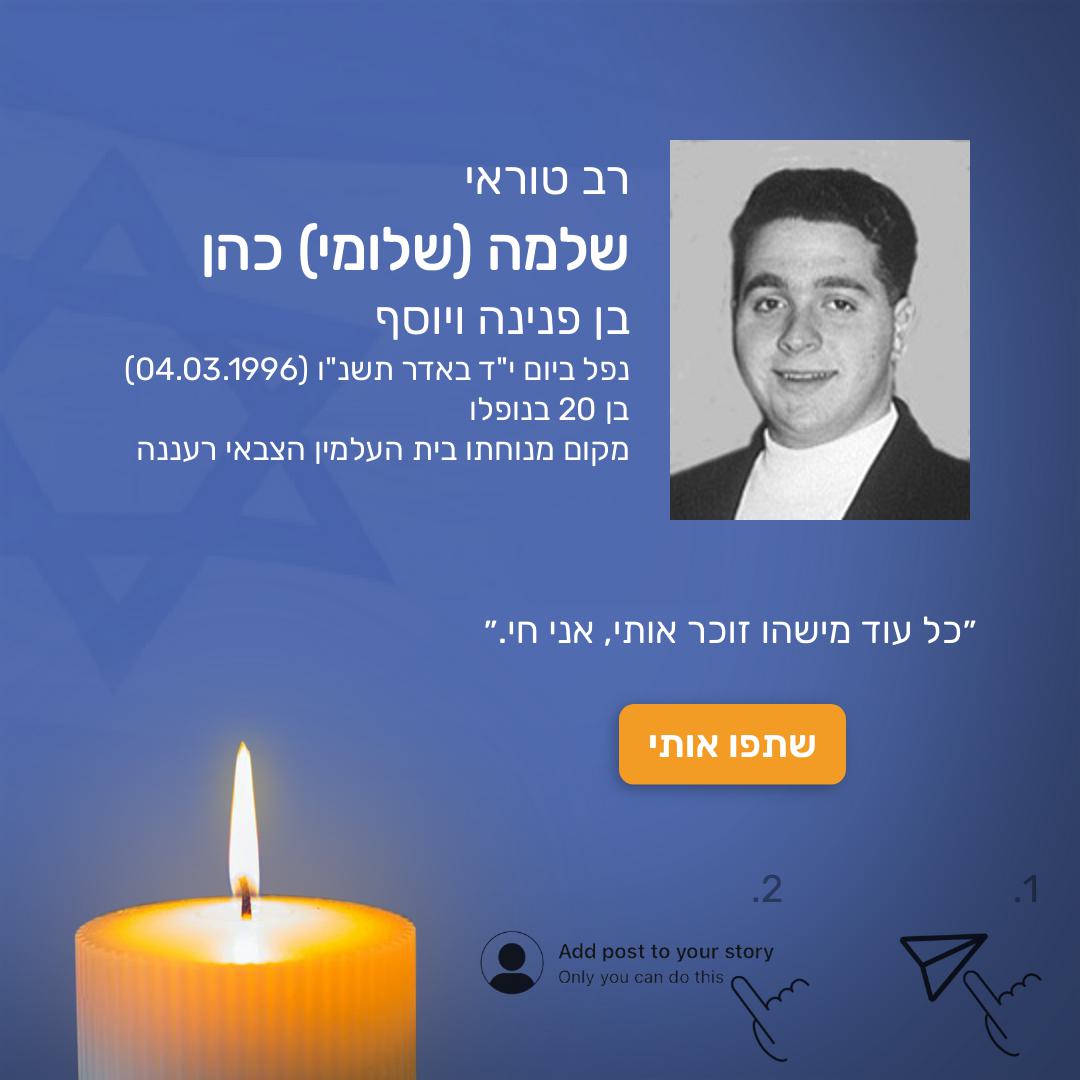 רב טוראי
שלמה (שלומי) כהן
בן פנינה ויוסף
נפל ביום י"ד באדר תשנ"ו (04.03.1996)
בן 20 בנופלו
מקום מנוחתו בית העלמין הצבאי רעננה
״כל עוד מישהו זוכר אותי, אני חי.״
שתפו אותי
1.
2.
Add post to your story
Only you can do this